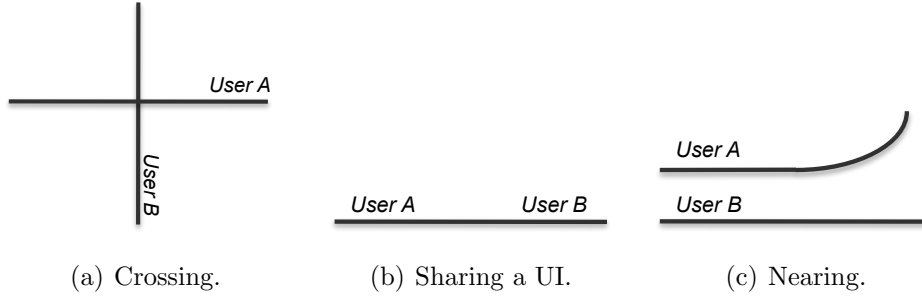 User A
User B
User A
User B
User A
User B
(a) Crossing.
(b) Sharing a UI.
(c) Nearing.